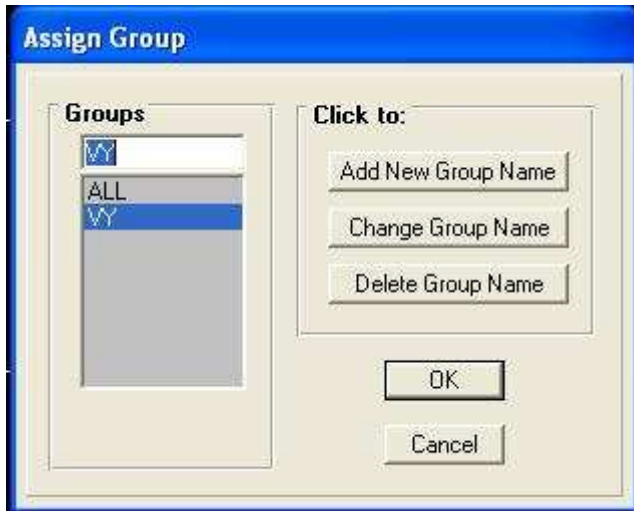 Assign Group
Groups
VY
ALL
VY
Click to:
Add New Group Name
Change Group Name
Delete Group Name
OK
Cancel